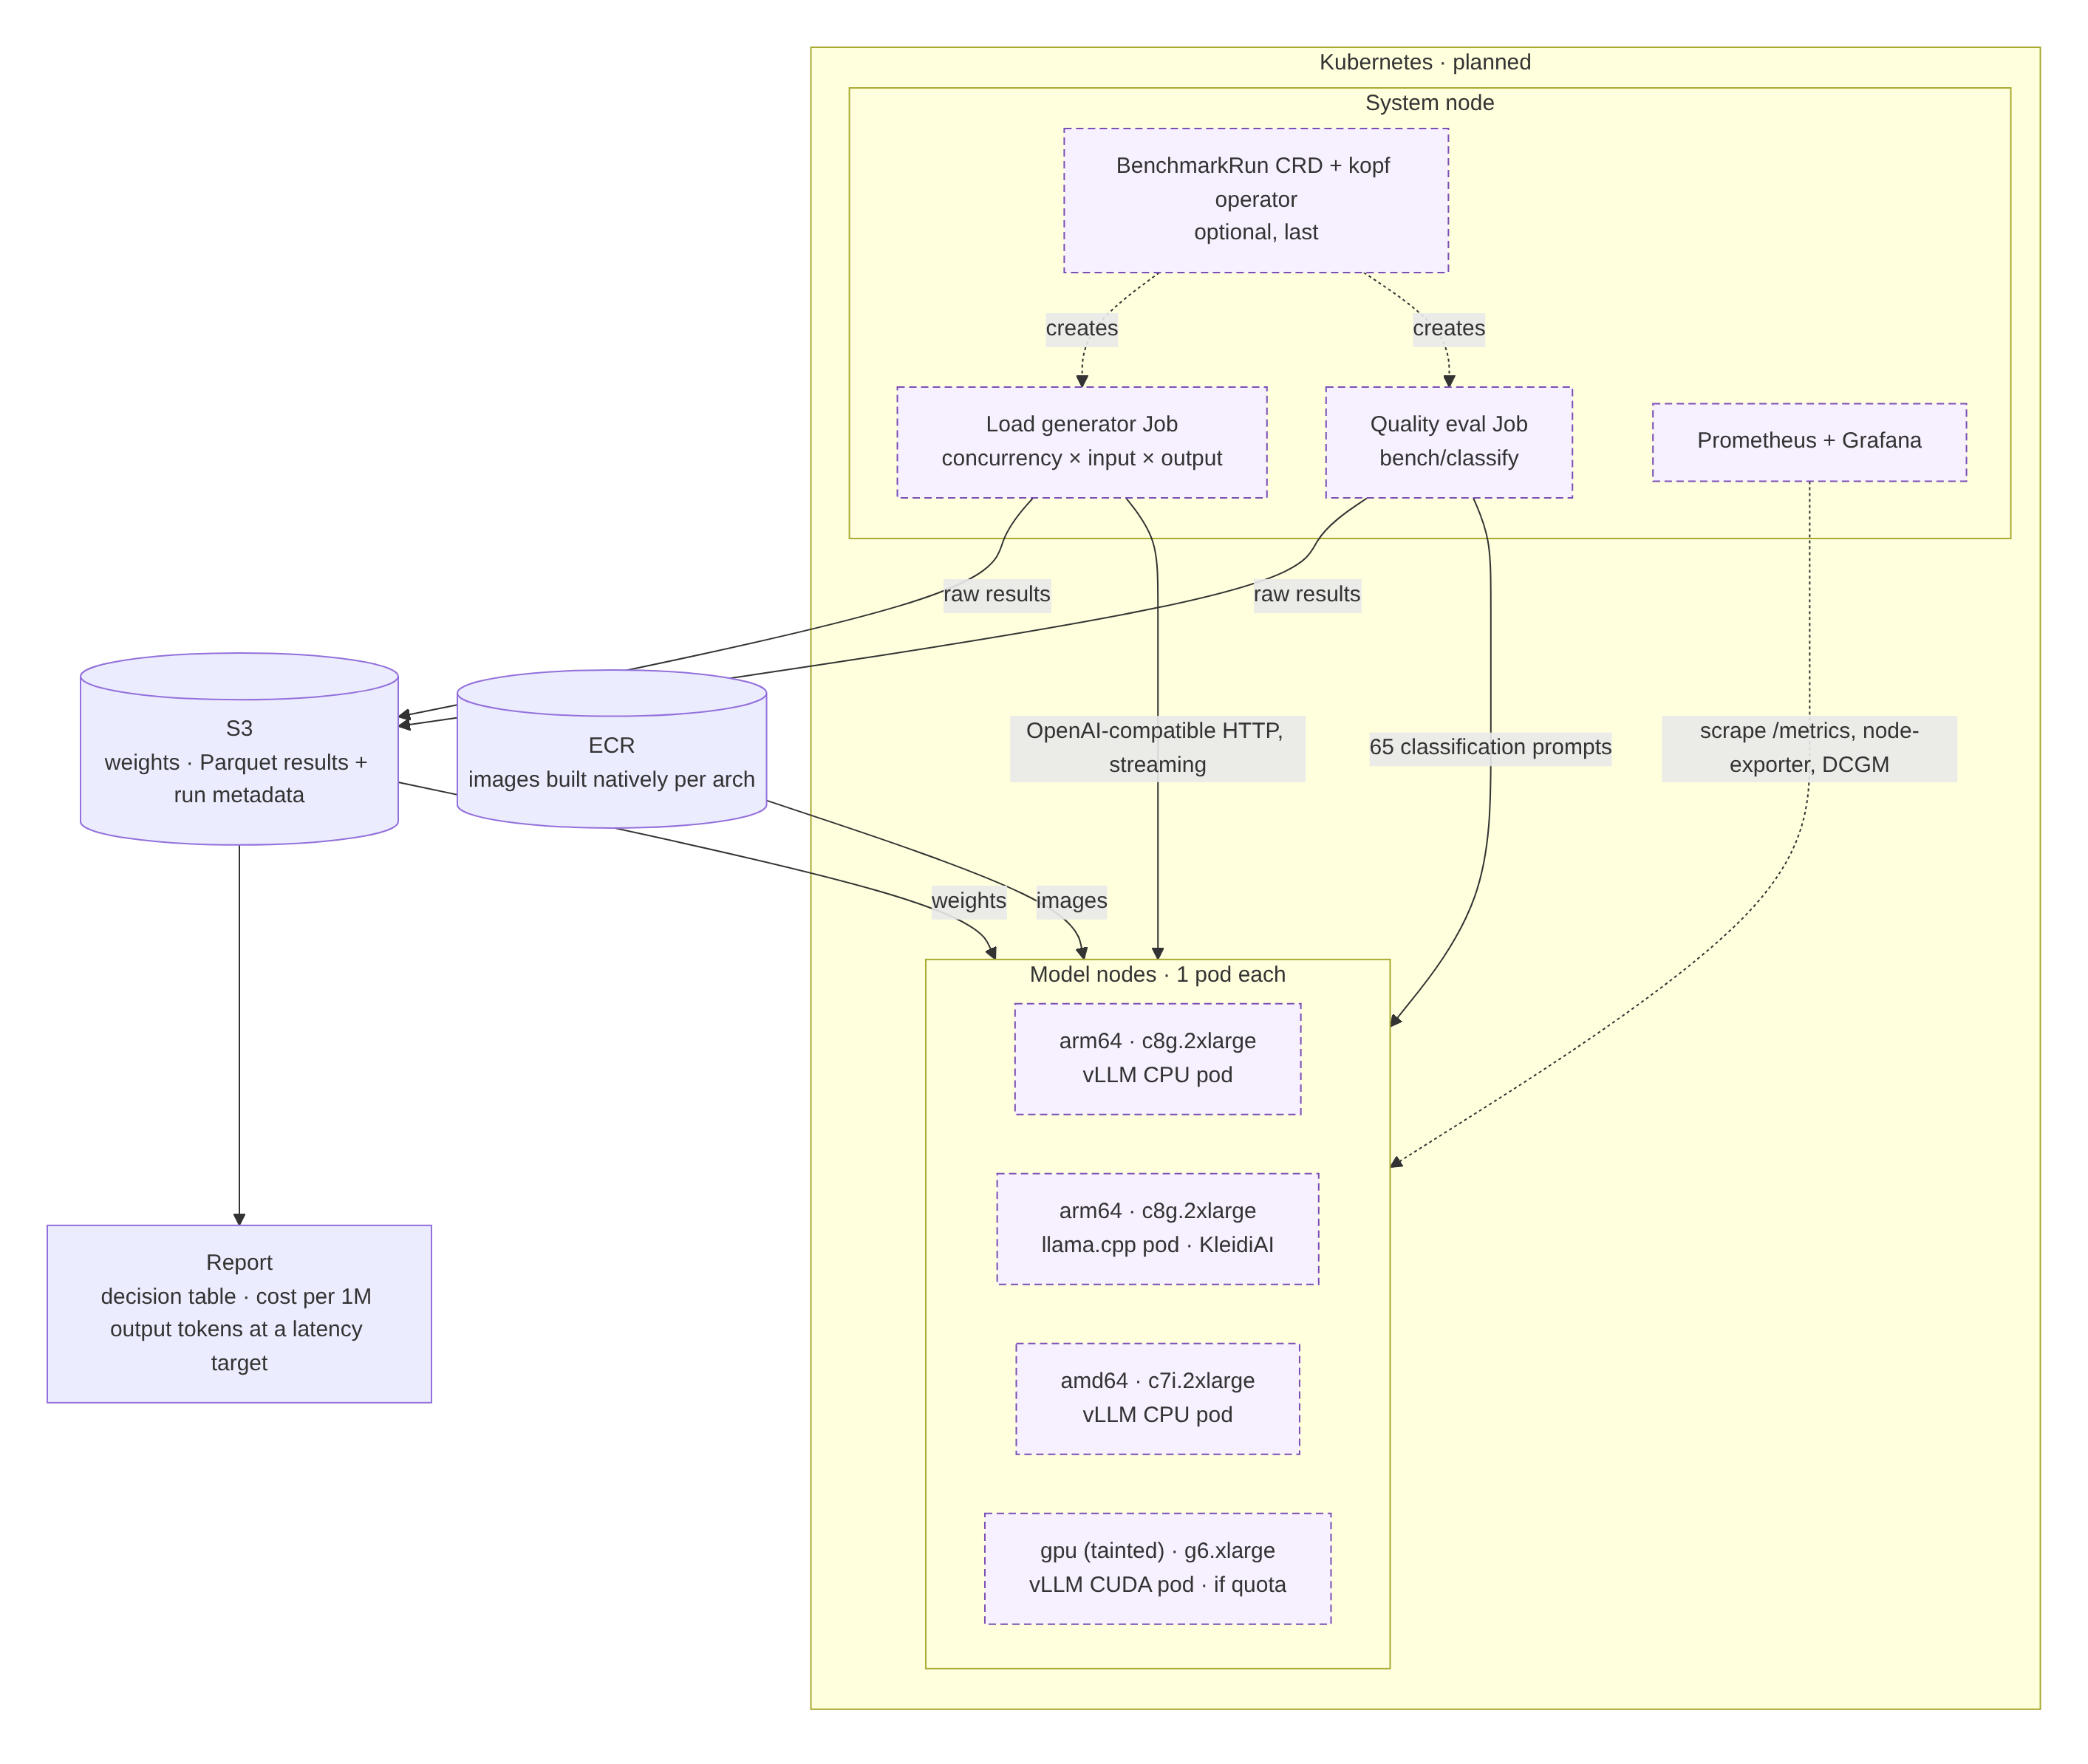 Kubernetes · planned
System node
BenchmarkRun CRD + kopf
operator
optional, last
creates
creates
Load generator Job
concurrency × input × output
Quality eval Job
bench/classify
Prometheus + Grafana
raw results
raw results
S3
weights · Parquet results +
run metadata
ECR
images built natively per arch
OpenAI-compatible HTTP,
streaming
65 classification prompts
scrape /metrics, node-
exporter, DCGM
weights
images
Model nodes · 1 pod each
arm64 · c8g.2xlarge
vLLM CPU pod
arm64 · c8g.2xlarge
llama.cpp pod · KleidiAI
amd64 · c7i.2xlarge
vLLM CPU pod
gpu (tainted) · g6.xlarge
vLLM CUDA pod · if quota
Report
decision table · cost per 1M
output tokens at a latency
target